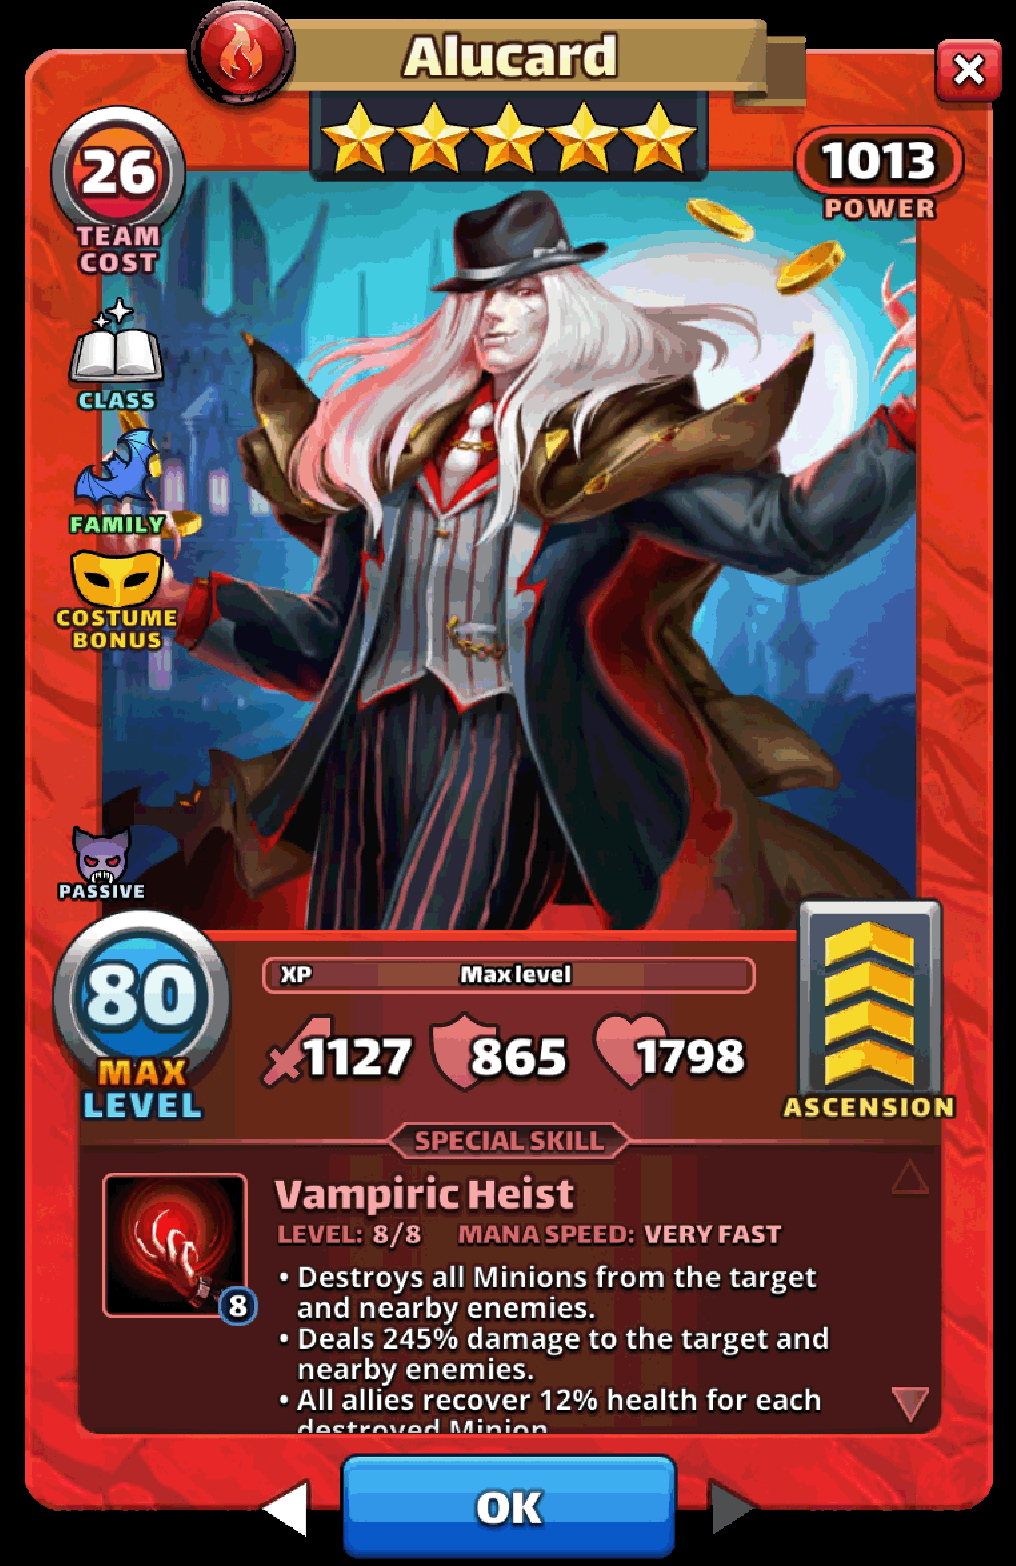 Alucard
26
TEAM
COST
1013
POWER
CLASS
FAMILY
COSTUME
BONUS
PASSIVE
80
MAX
LEVEL
XP
Max level
1127
865
1798
ASCENSION
SPECIAL SKILL
Vampiric Heist
LEVEL: 8/8 MANA SPEED: VERY FAST
8
• Destroys all Minions from the target
and nearby enemies.
• Deals 245% damage to the target and
nearby enemies.
• All allies recover 12% health for each
destroyed Minion
OK